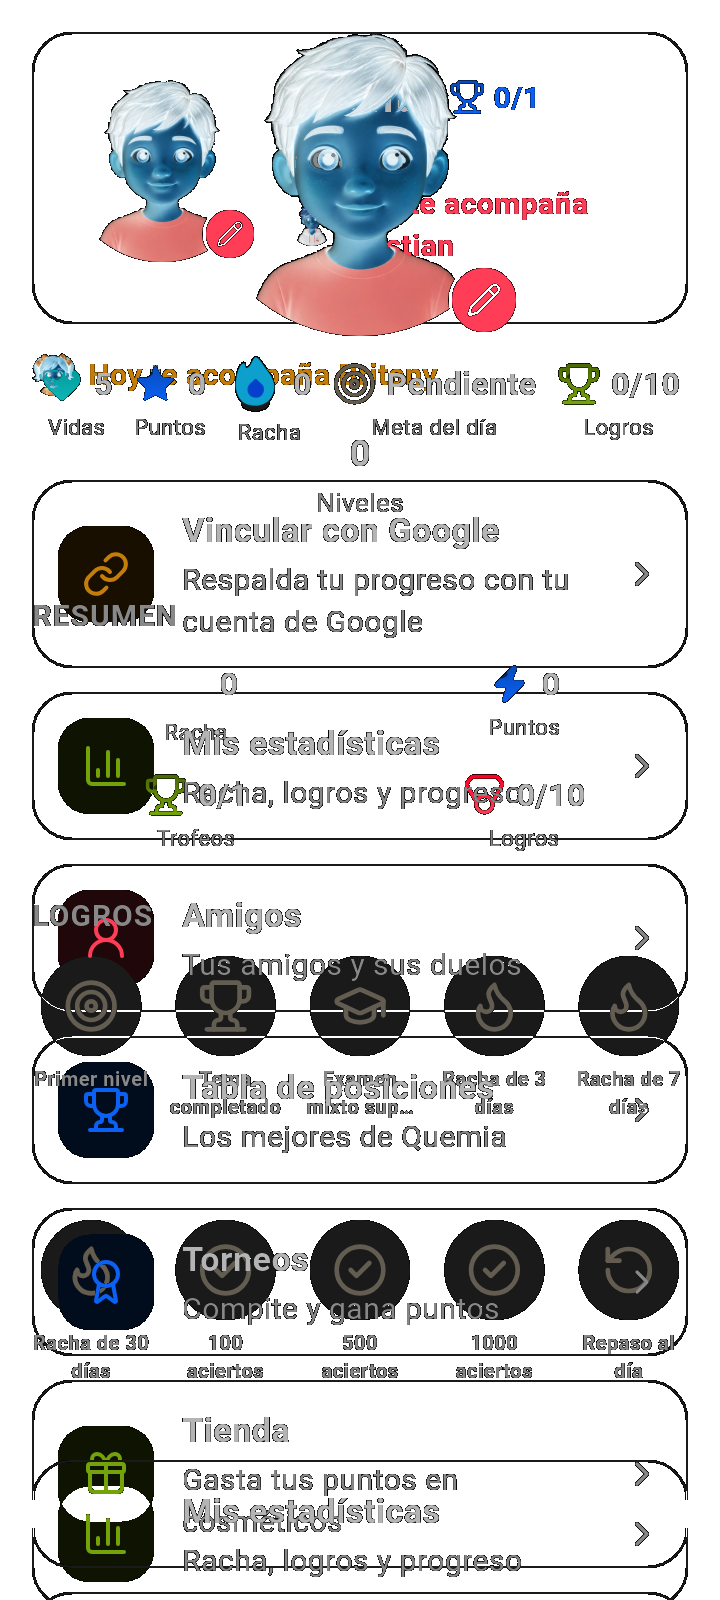 0/1
te acompaña
stian
Hoy te acompaña Britany
5
0
0
Pendiente
0/10
Vidas
Puntos
Racha
Meta del día
Logros
0
Niveles
Vincular con Google
Respalda tu progreso con tu
cuenta de Google
RESUMEN
0
0
Racha
Puntos
Mis estadísticas
Racha, logros y progreso
0/1
0/10
Trofeos
Logros
LOGROS
Amigos
Tus amigos y sus duelos
Primer nivel
Tema
completado
Examen
mixto sup...
Racha de 3
días
Racha de 7
días
Tabla de posiciones
Los mejores de Quemia
Torneos
Compite y gana puntos
Racha de 30
días
100
aciertos
500
aciertos
1000
aciertos
Repaso al
día
Tienda
Gasta tus puntos en
cosméticos
Mis estadísticas
Racha, logros y progreso